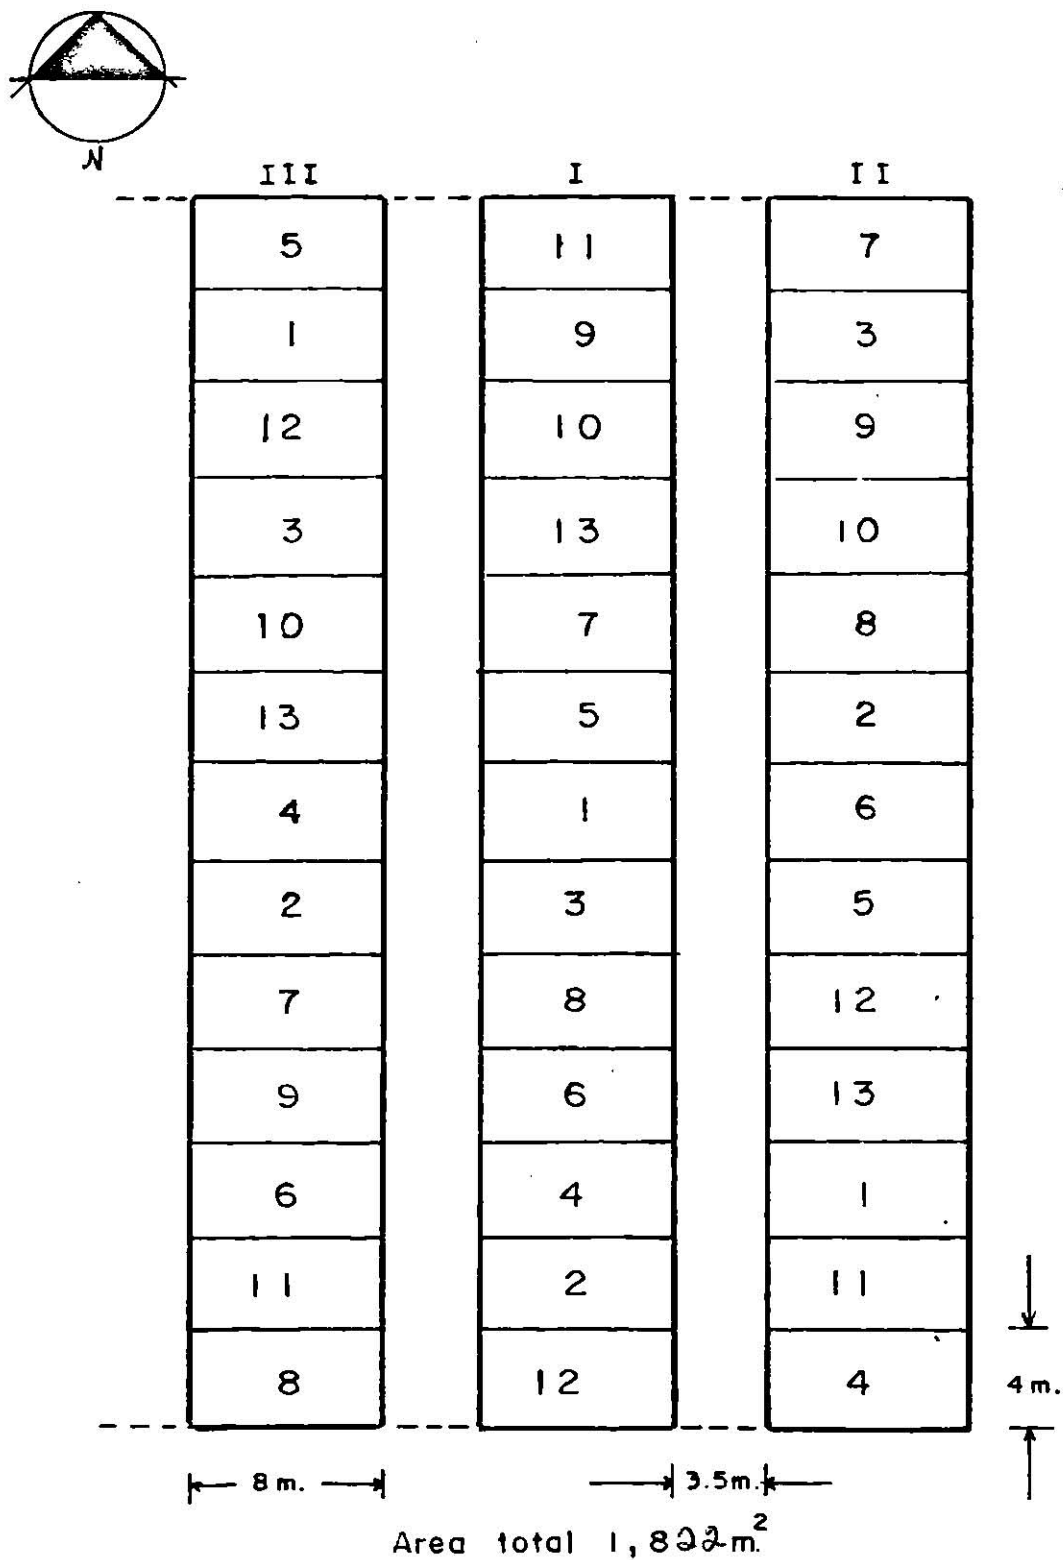 N
III I II
5 11 7
1 9 3
12 10 9
3 13 10
10 7 8
13 5 2
4 1 6
2 3 5
7 8 12
9 6 13
6 4 1
11 2 11
8 12 4 4 m.
8 m. 3.5m.
Area total 1,822 m.²